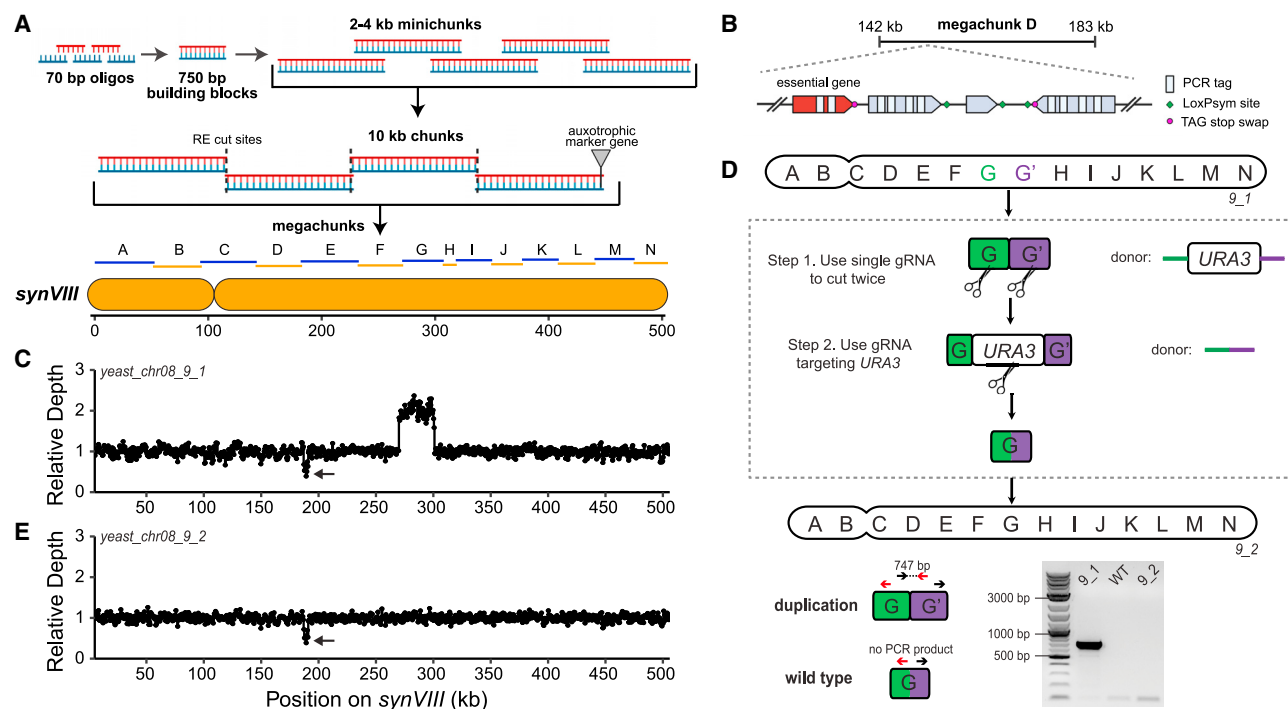 A
2-4 kb minichunks
70 bp oligos
750 bp
building blocks
10 kb chunks
RE cut sites
auxotrophic
marker gene
megachunks
A B C D E F G H I J K L M N
synVIII
0 100 200 300 400 500
B
142 kb
megachunk D
183 kb
essential gene
PCR tag
LoxPsym site
TAG stop swap
C
yeast_chr08_9_1
Relative Depth
3
2
1
0
50 100 150 200 250 300 350 400 450 500
E
yeast_chr08_9_2
Relative Depth
3
2
1
0
50 100 150 200 250 300 350 400 450 500
Position on synVIII (kb)
D
A B C D E F G G' H I J K L M N
9_1
Step 1. Use single gRNA
to cut twice
G G'
donor:
URA3
Step 2. Use gRNA
targeting URA3
G URA3 G'
donor:
G
A B C D E F G H I J K L M N
9_2
747 bp
duplication
G G'
no PCR product
wild type
G
9_1 WT 9_2
3000 bp
1000 bp
500 bp